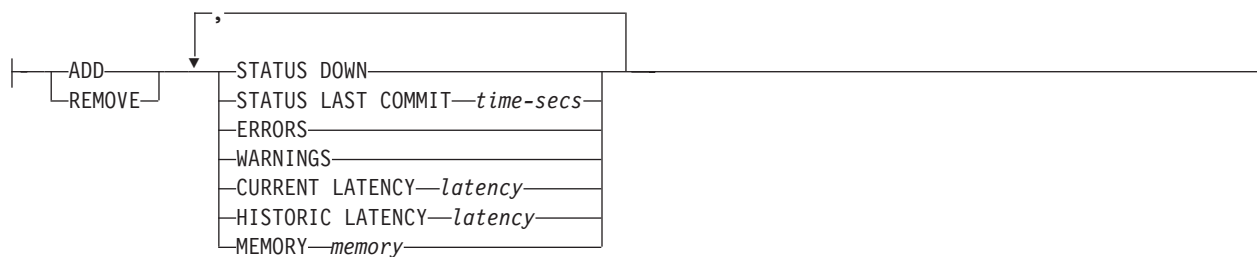 ,
ADD STATUS DOWN
REMOVE STATUS LAST COMMIT time-secs
ERRORS
WARNINGS
CURRENT LATENCY latency
HISTORIC LATENCY latency
MEMORY memory